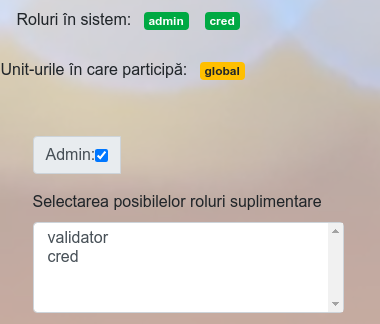 Roluri în sistem: admin cred
Unit-urile în care participă: global
Admin:
Selectarea posibilelor roluri suplimentare
validator
cred